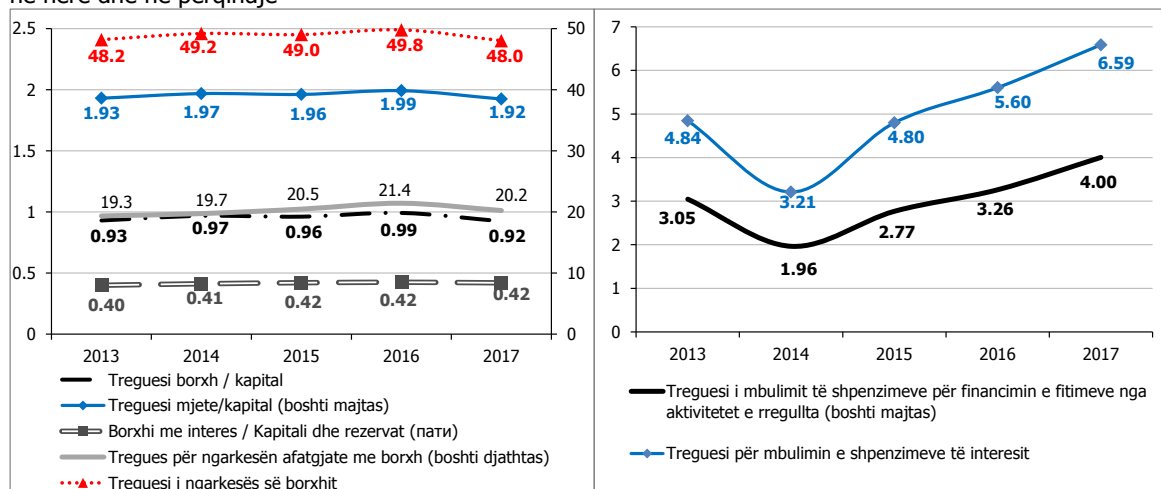 2.5
2
1.5
1
0.5
0
50
40
30
20
10
0
48.2 49.2 49.0 49.8 48.0
1.93 1.97 1.96 1.99 1.92
19.3 19.7 20.5 21.4 20.2
0.93 0.97 0.96 0.99 0.92
0.40 0.41 0.42 0.42 0.42
2013 2014 2015 2016 2017
Treguesi borxh / kapital
Treguesi mjete/kapital (boshti majtas)
Borxhi me interes / Kapitali dhe rezervat (пати)
Tregues për ngarkesën afatgjate me borxh (boshti djathtas)
Treguesi i ngarkesës së borxhit
7
6
5
4
3
2
1
0
4.84 3.21 4.80 5.60 6.59
3.05 1.96 2.77 3.26 4.00
2013 2014 2015 2016 2017
Treguesi i mbulimit të shpenzimeve për financimin e fitimeve nga
aktivitetet e rregullta (boshti majtas)
Treguesi për mbulimin e shpenzimeve të interesit